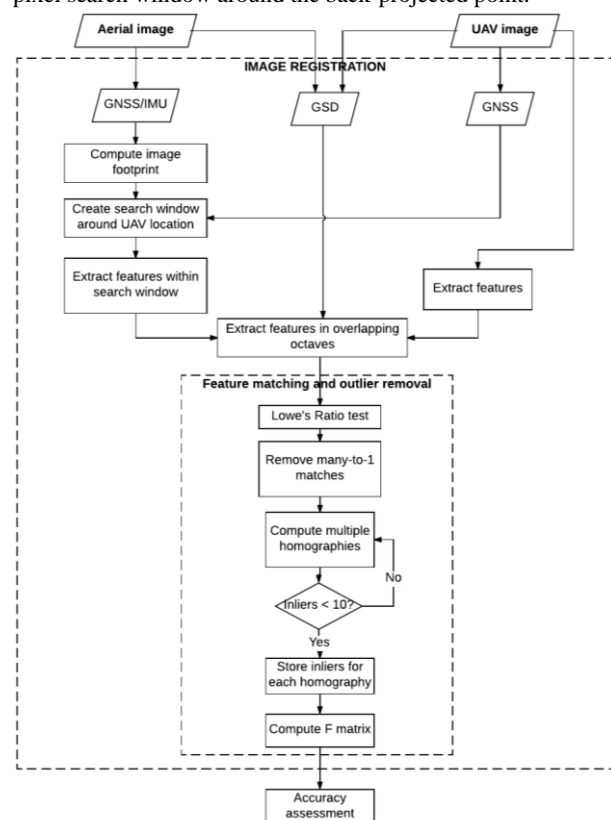 pixel search window around the back-projected point.
Aerial image
UAV image
IMAGE REGISTRATION
GNSS/IMU
GSD
GNSS
Compute image
footprint
Create search window
around UAV location
Extract features within
search window
Extract features
Extract features in overlapping
octaves
Feature matching and outlier removal
Lowe's Ratio test
Remove many-to-1
matches
Compute multiple
homographies
No
Inliers < 10?
Yes
Store inliers for
each homography
Compute F matrix
Accuracy
assessment